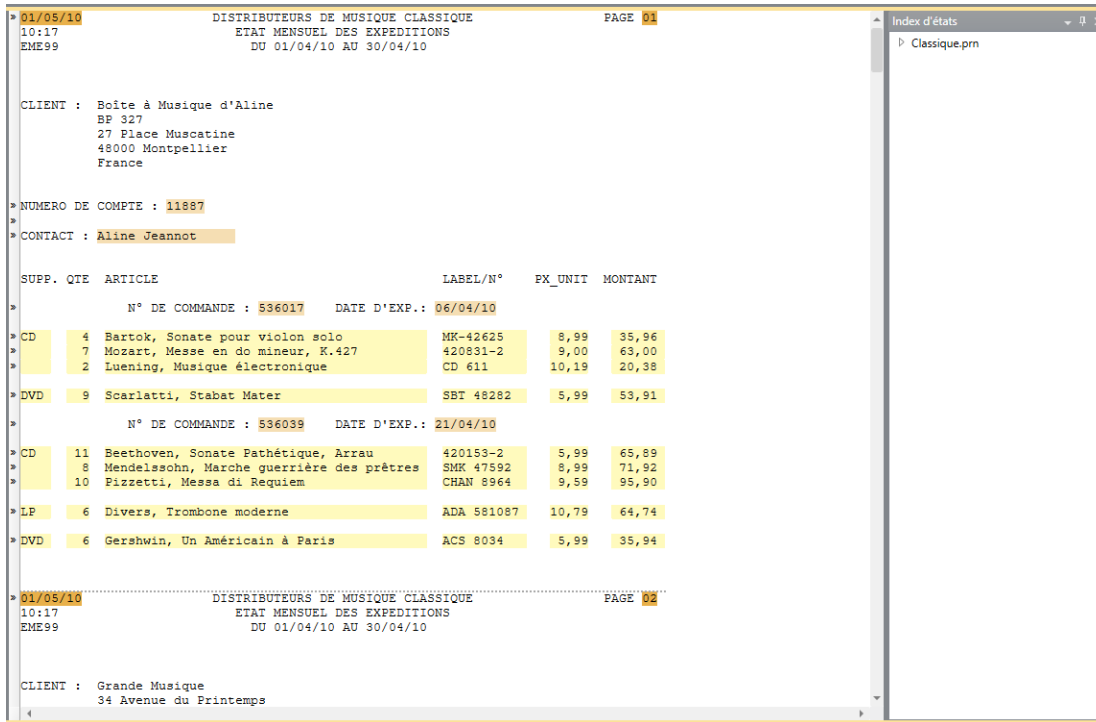 01/05/10 DISTRIBUTEURS DE MUSIQUE CLASSIQUE PAGE 01
10:17 ETAT MENSUEL DES EXPEDITIONS
EME99 DU 01/04/10 AU 30/04/10
CLIENT : Boîte à Musique d'Aline
BP 327
27 Place Muscatine
48000 Montpellier
France
NUMERO DE COMPTE : 11887
CONTACT : Aline Jeannot
SUPP. QTE ARTICLE LABEL/N° PX_UNIT MONTANT
N° DE COMMANDE : 536017 DATE D'EXP.: 06/04/10
CD 4 Bartok, Sonate pour violon solo MK-42625 8,99 35,96
7 Mozart, Messe en do mineur, K.427 420831-2 9,00 63,00
2 Luening, Musique électronique CD 611 10,19 20,38
DVD 9 Scarlatti, Stabat Mater SBT 48282 5,99 53,91
N° DE COMMANDE : 536039 DATE D'EXP.: 21/04/10
CD 11 Beethoven, Sonate Pathétique, Arrau 420153-2 5,99 65,89
8 Mendelssohn, Marche guerrière des prêtres SMK 47592 8,99 71,92
10 Pizzetti, Messa di Requiem CHAN 8964 9,59 95,90
LP 6 Divers, Trombone moderne ADA 581087 10,79 64,74
DVD 6 Gershwin, Un Américain à Paris ACS 8034 5,99 35,94
01/05/10 DISTRIBUTEURS DE MUSIQUE CLASSIQUE PAGE 02
10:17 ETAT MENSUEL DES EXPEDITIONS
EME99 DU 01/04/10 AU 30/04/10
CLIENT : Grande Musique
34 Avenue du Printemps
Index d'états
Classique.prn